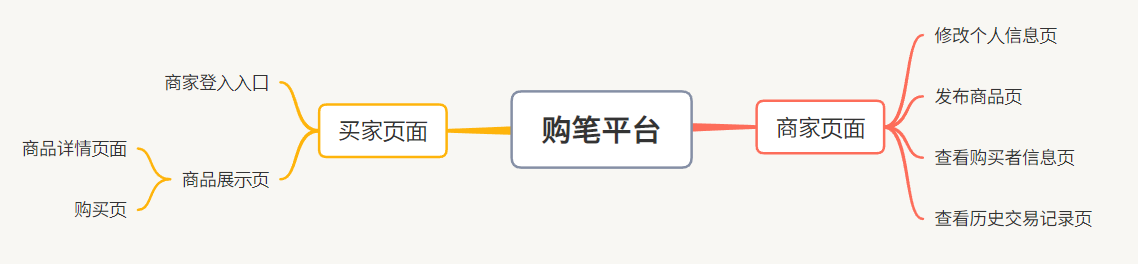 购笔平台
买家页面
商家登入入口
商品展示页
商品详情页面
购买页
商家页面
修改个人信息页
发布商品页
查看购买者信息页
查看历史交易记录页